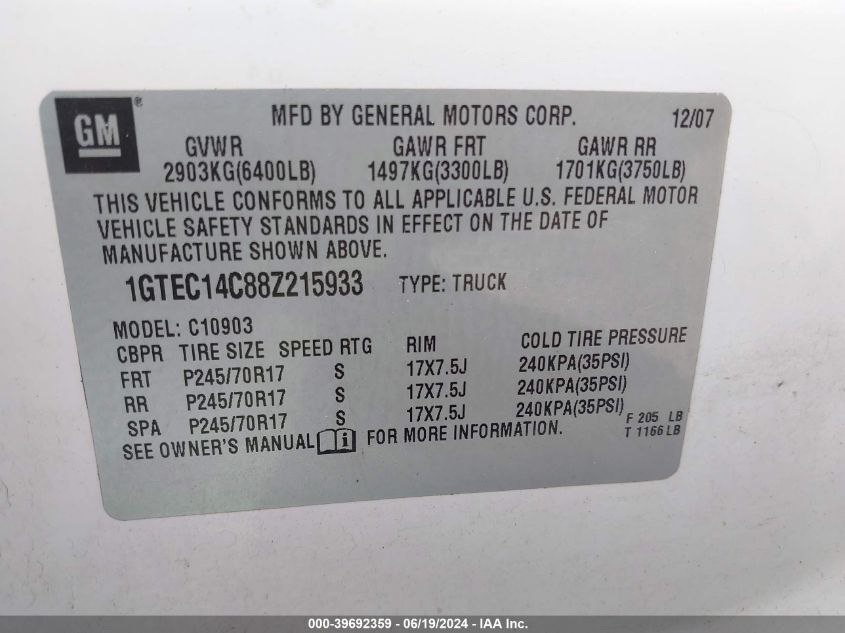 GM® MFD BY GENERAL MOTORS CORP. 12/07
GVWR GAWR FRT GAWR RR
2903KG(6400LB) 1497KG(3300LB) 1701KG(3750LB)
THIS VEHICLE CONFORMS TO ALL APPLICABLE U.S. FEDERAL MOTOR
VEHICLE SAFETY STANDARDS IN EFFECT ON THE DATE OF
MANUFACTURE SHOWN ABOVE.
1GTEC14C88Z215933 TYPE: TRUCK
MODEL: C10903
CBPR TIRE SIZE SPEED RTG RIM COLD TIRE PRESSURE
FRT P245/70R17 S 17X7.5J 240KPA(35PSI)
RR P245/70R17 S 17X7.5J 240KPA(35PSI)
SPA P245/70R17 S 17X7.5J 240KPA(35PSI)
F 205 LB
T 1166 LB
SEE OWNER'S MANUAL i FOR MORE INFORMATION.
000-39692359 - 06/19/2024 - IAA Inc.